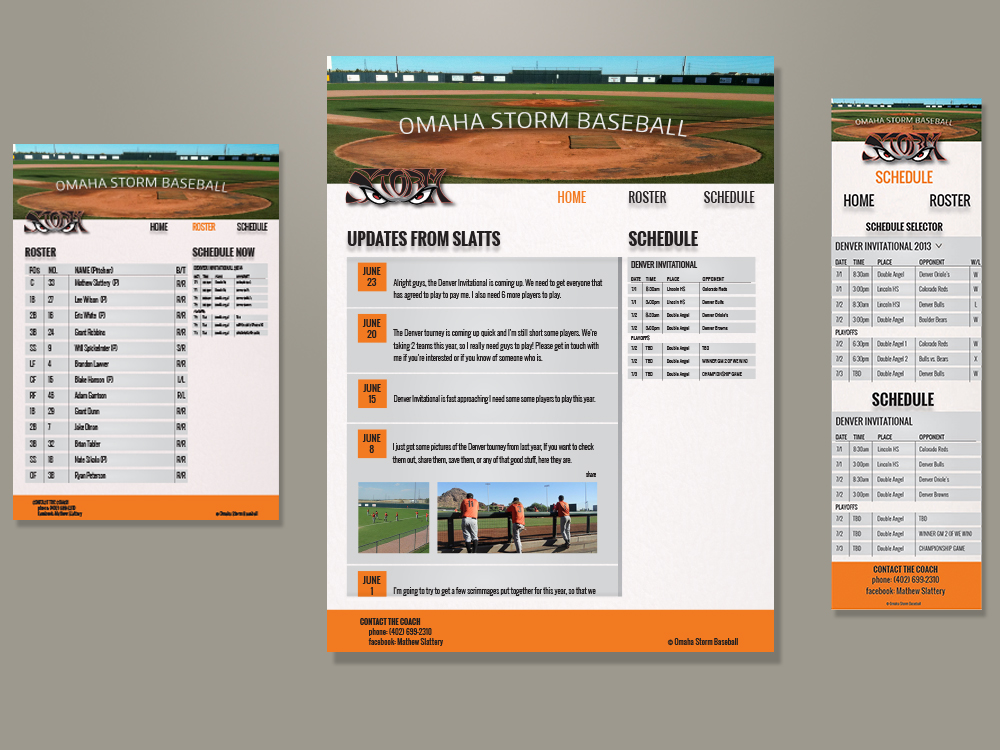 OMAHA STORM BASEBALL
STORM
HOME ROSTER SCHEDULE
ROSTER
POS NO. NAME (Pitcher) B/T
C 33 Mathew Slattery (P) R/R
1B 27 Lee Wilson (P) R/R
2B 16 Eric White (P) R/R
3B 24 Grant Robbins R/R
SS 9 Will Spickelmier (P) S/R
LF 4 Brandon Lawver R/R
CF 15 Blake Hanson (P) L/L
RF 45 Adam Garrison R/L
1B 29 Grant Dunn R/R
2B 7 Jake Dinan R/R
3B 32 Brian Tabler R/R
SS 18 R/R
OF 38 Ryan Peterson R/R
SCHEDULE NOW
DENVER INVITATIONAL
CONTACT THE COACH
phone: (402) 699-2310
facebook: Mathew Slattery
© Omaha Storm Baseball
OMAHA STORM BASEBALL
STORM
HOME ROSTER SCHEDULE
UPDATES FROM SLATTS
JUNE
23
Alright guys, the Denver Invitational is coming up. We need to get everyone that
has agreed to play to pay me. I also need 6 more players to play.
JUNE
20
The Denver tourney is coming up quick and I'm still short some players. We're
taking 2 teams this year, so I really need guys to play! Please get in touch with
me if you're interested or if you know of someone who is.
JUNE
15
Denver Invitational is fast approaching I need some some players to play this year.
JUNE
8
I just got some pictures of the Denver tourney from last year, If you want to check
them out, share them, save them, or any of that good stuff, here they are.
share
JUNE
1
I'm going to try to get a few scrimmages put together for this year, so that we
SCHEDULE
DENVER INVITATIONAL
DATE TIME PLACE OPPONENT
7/1 8:30am Lincoln HS Colorado Reds
7/1 3:00pm Lincoln HS Denver Bulls
7/2 8:30am Double Angel Denver Oriole's
7/2 3:00pm Double Angel Denver Browns
PLAYOFFS
7/2 TBD Double Angel TBD
7/2 TBD Double Angel WINNER GM 2 OF WE WIN)
7/3 TBD Double Angel CHAMPIONSHIP GAME
CONTACT THE COACH
phone: (402) 699-2310
facebook: Mathew Slattery
© Omaha Storm Baseball
OMAHA STORM BASEBALL
STORM
SCHEDULE
HOME ROSTER
SCHEDULE SELECTOR
DENVER INVITATIONAL 2013
DATE TIME PLACE OPPONENT W/L
7/1 8:30am Double Angel Denver Oriole's W
7/1 3:00pm Lincoln HS Colorado Reds W
7/2 8:30am Lincoln HSI Denver Bulls L
7/2 3:00pm Double Angel Boulder Bears W
PLAYOFFS
7/2 6:30pm Double Angel 1 Colorado Reds W
7/2 6:30pm Double Angel 2 Bulls vs. Bears X
7/3 TBD Double Angel Denver Bulls W
SCHEDULE
DENVER INVITATIONAL
DATE TIME PLACE OPPONENT
7/1 8:30am Lincoln HS Colorado Reds
7/1 3:00pm Lincoln HS Denver Bulls
7/2 8:30am Double Angel Denver Oriole's
7/2 3:00pm Double Angel Denver Browns
PLAYOFFS
7/2 TBD Double Angel TBD
7/2 TBD Double Angel WINNER GM 2 OF WE WIN)
7/3 TBD Double Angel CHAMPIONSHIP GAME
CONTACT THE COACH
phone: (402) 699-2310
facebook: Mathew Slattery
© Omaha Storm Baseball